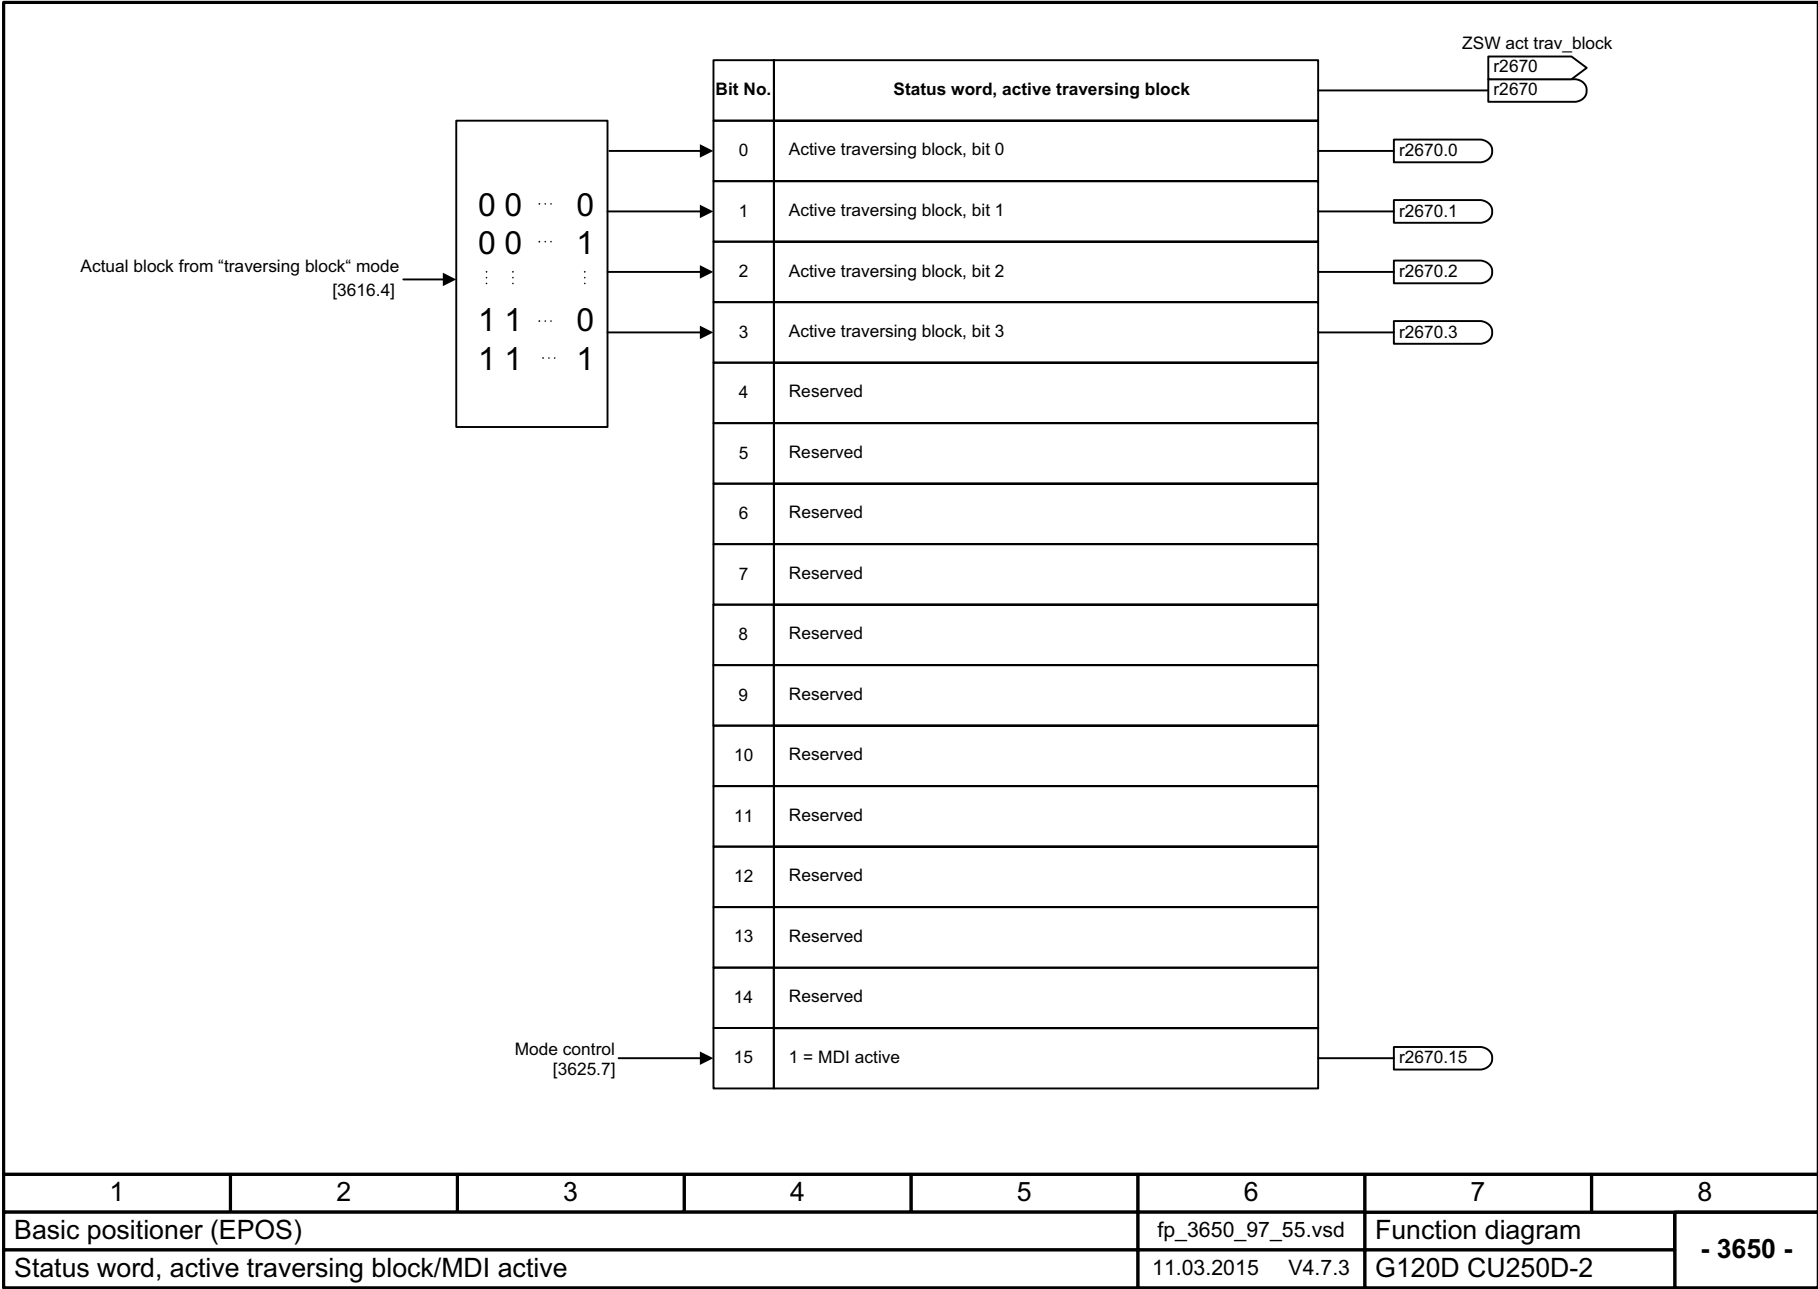 ZSW act trav_block
r2670
r2670
Bit No. Status word, active traversing block
0 Active traversing block, bit 0 r2670.0
1 Active traversing block, bit 1 r2670.1
2 Active traversing block, bit 2 r2670.2
3 Active traversing block, bit 3 r2670.3
0 0 ... 0
0 0 ... 1
⋮ ⋮ ⋮
1 1 ... 0
1 1 ... 1
Actual block from “traversing block“ mode
[3616.4]
4 Reserved
5 Reserved
6 Reserved
7 Reserved
8 Reserved
9 Reserved
10 Reserved
11 Reserved
12 Reserved
13 Reserved
14 Reserved
Mode control
[3625.7]
15 1 = MDI active r2670.15
1 2 3 4 5 6 7 8
Basic positioner (EPOS) fp_3650_97_55.vsd Function diagram
- 3650 -
Status word, active traversing block/MDI active 11.03.2015 V4.7.3 G120D CU250D-2